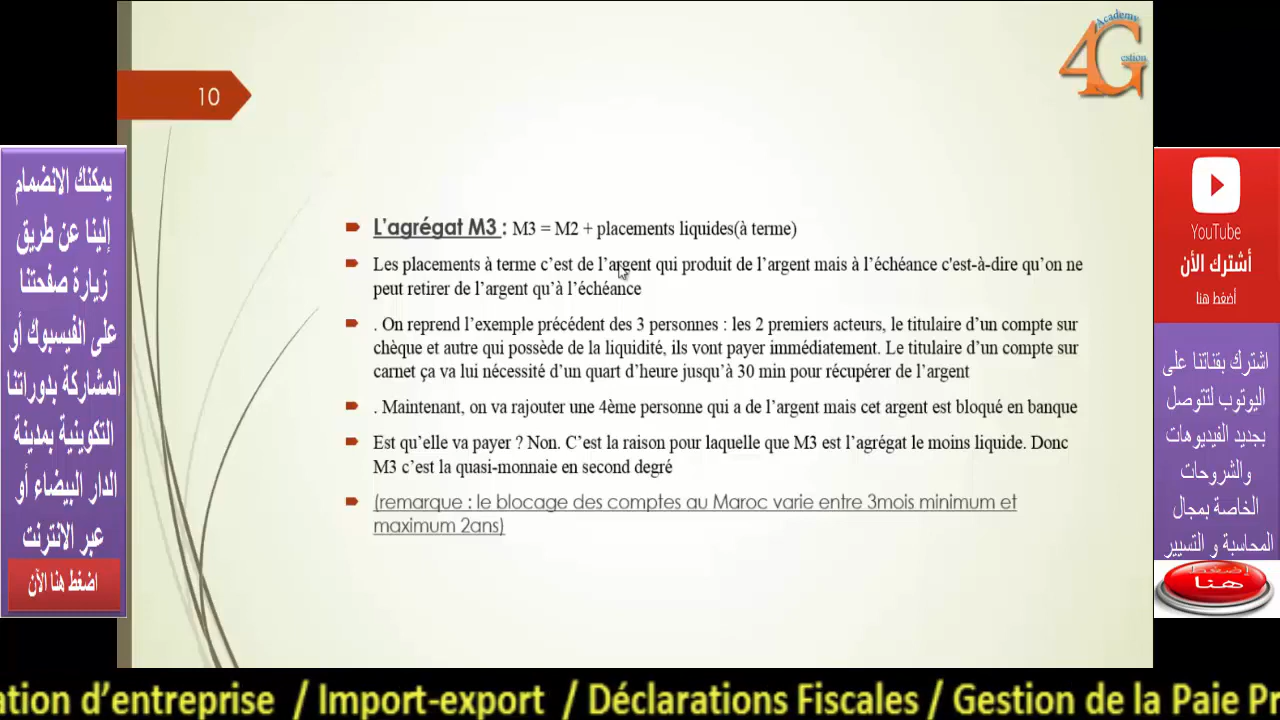 Academy
4G
estion
10
L'agrégat M3 : M3 = M2 + placements liquides(à terme)
Les placements à terme c'est de l'argent qui produit de l'argent mais à l'échéance c'est-à-dire qu'on ne
peut retirer de l'argent qu'à l'échéance
. On reprend l'exemple précédent des 3 personnes : les 2 premiers acteurs, le titulaire d'un compte sur
chèque et autre qui possède de la liquidité, ils vont payer immédiatement. Le titulaire d'un compte sur
carnet ça va lui nécessité d'un quart d'heure jusqu'à 30 min pour récupérer de l'argent
. Maintenant, on va rajouter une 4ème personne qui a de l'argent mais cet argent est bloqué en banque
Est qu'elle va payer ? Non. C'est la raison pour laquelle que M3 est l'agrégat le moins liquide. Donc
M3 c'est la quasi-monnaie en second degré
(remarque : le blocage des comptes au Maroc varie entre 3mois minimum et
maximum 2ans)
يمكنك الانضمام
إلينا عن طريق
زيارة صفحتنا
على الفيسبوك أو
المشاركة بدوراتنا
التكوينية بمدينة
الدار البيضاء أو
عبر الانترنت
اضغط هنا الآن
YouTube
أشترك الأن
أضغط هنا
اشترك بقناتنا على
اليوتوب لتتوصل
بجديد الفيديوهات
والشروحات
الخاصة بمجال
المحاسبة و التسيير
إضغط
هنا
ation d'entreprise / Import-export / Déclarations Fiscales / Gestion de la Paie Pr